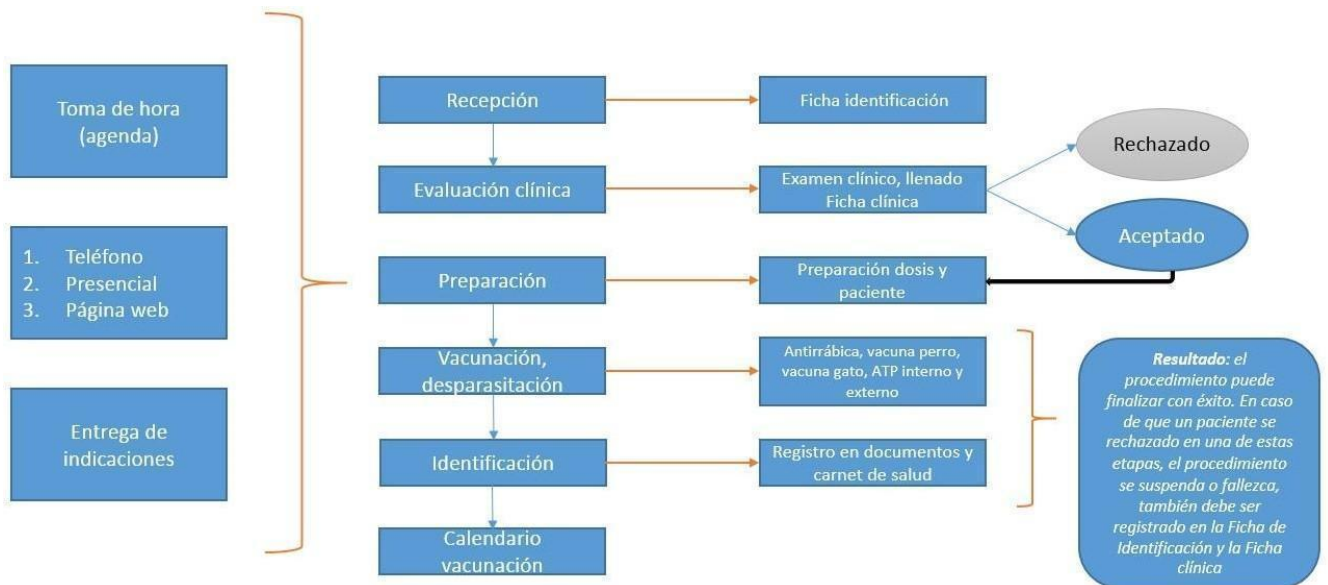 Toma de hora
(agenda)
1. Teléfono
2. Presencial
3. Página web
Entrega de
indicaciones
Recepción
Ficha identificación
Evaluación clínica
Examen clínico, llenado
Ficha clínica
Rechazado
Aceptado
Preparación
Preparación dosis y
paciente
Vacunación,
desparasitación
Antirrábica, vacuna perro,
vacuna gato, ATP interno y
externo
Identificación
Registro en documentos y
carnet de salud
Calendario
vacunación
Resultado: el
procedimiento puede
finalizar con éxito. En caso
de que un paciente se
rechazado en una de estas
etapas, el procedimiento
se suspenda o fallezca,
también debe ser
registrado en la Ficha de
Identificación y la Ficha
clínica